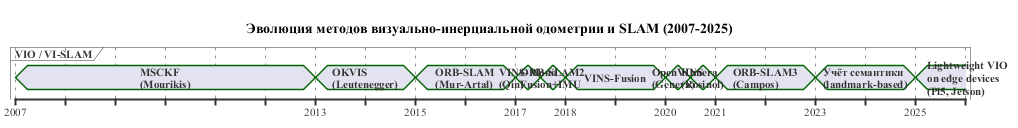 Эволюция методов визуально-инерциальной одометрии и SLAM (2007-2025)
VIO / VI-SLAM
MSCKF
(Mourikis)
OKVIS
(Leutenegger)
ORB-SLAM
(Mur-Artal)
VINS-Fusion
ORB-SLAM3
(Campos)
Учёт семантики
(landmark-based)
Lightweight VIO
on edge devices
(Pi5, Jetson)
2007
2013
2015
2017
2018
2020
2021
2023
2025